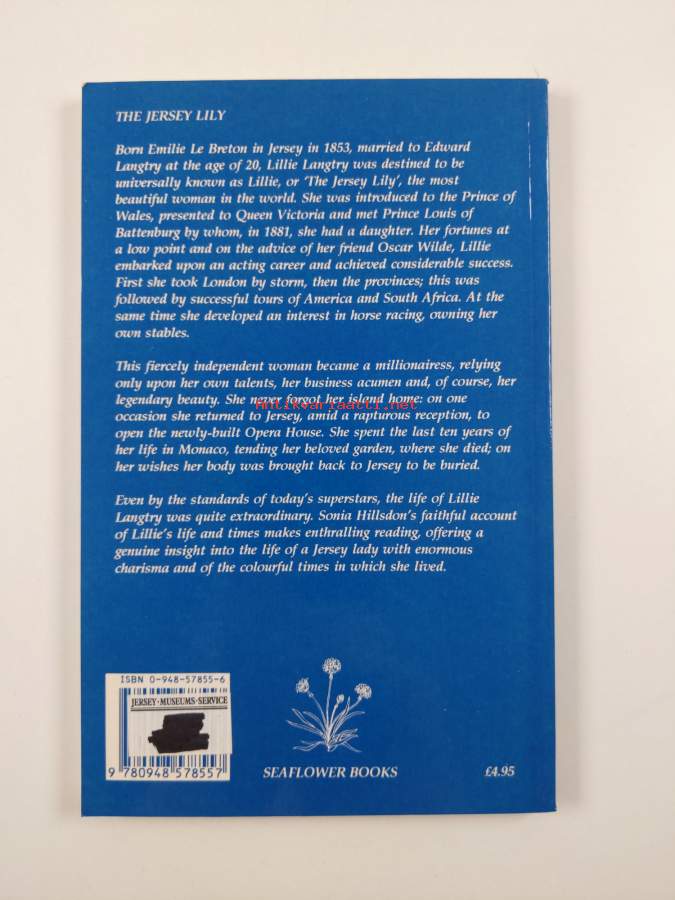 THE JERSEY LILY
Born Emilie Le Breton in Jersey in 1853, married to Edward
Langtry at the age of 20, Lillie Langtry was destined to be
universally known as Lillie, or 'The Jersey Lily', the most
beautiful woman in the world. She was introduced to the Prince of
Wales, presented to Queen Victoria and met Prince Louis of
Battenburg by whom, in 1881, she had a daughter. Her fortunes at
a low point and on the advice of her friend Oscar Wilde, Lillie
embarked upon an acting career and achieved considerable success.
First she took London by storm, then the provinces; this was
followed by successful tours of America and South Africa. At the
same time she developed an interest in horse racing, owning her
own stables.
This fiercely independent woman became a millionairess, relying
only upon her own talents, her business acumen and, of course, her
legendary beauty. She never forgot her island home: on one
Antikvariaatti.net
occasion she returned to Jersey, amid a rapturous reception, to
open the newly-built Opera House. She spent the last ten years of
her life in Monaco, tending her beloved garden, where she died; on
her wishes her body was brought back to Jersey to be buried.
Even by the standards of today's superstars, the life of Lillie
Langtry was quite extraordinary. Sonia Hillsdon's faithful account
of Lillie's life and times makes enthralling reading, offering a
genuine insight into the life of a Jersey lady with enormous
charisma and of the colourful times in which she lived.
ISBN 0-948-57855-6
JERSEY·MUSEUMS·SERVICE
9 780948 578557
SEAFLOWER BOOKS
£4.95